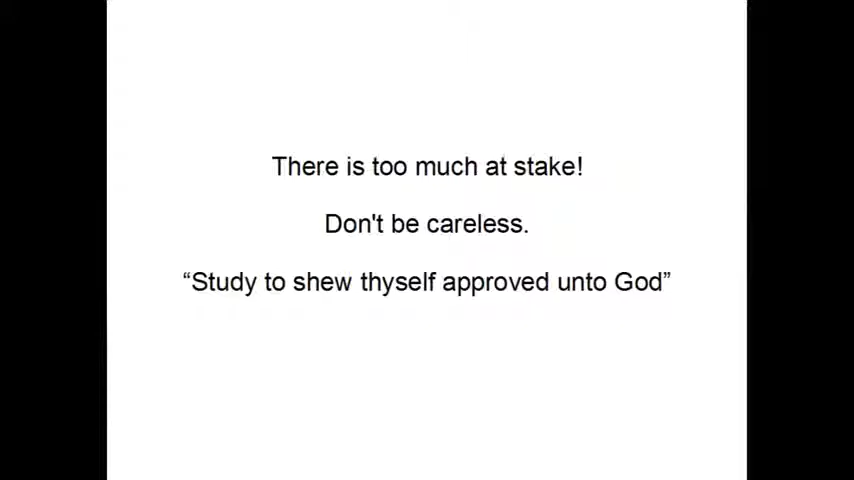 There is too much at stake!
Don't be careless.
“Study to shew thyself approved unto God”